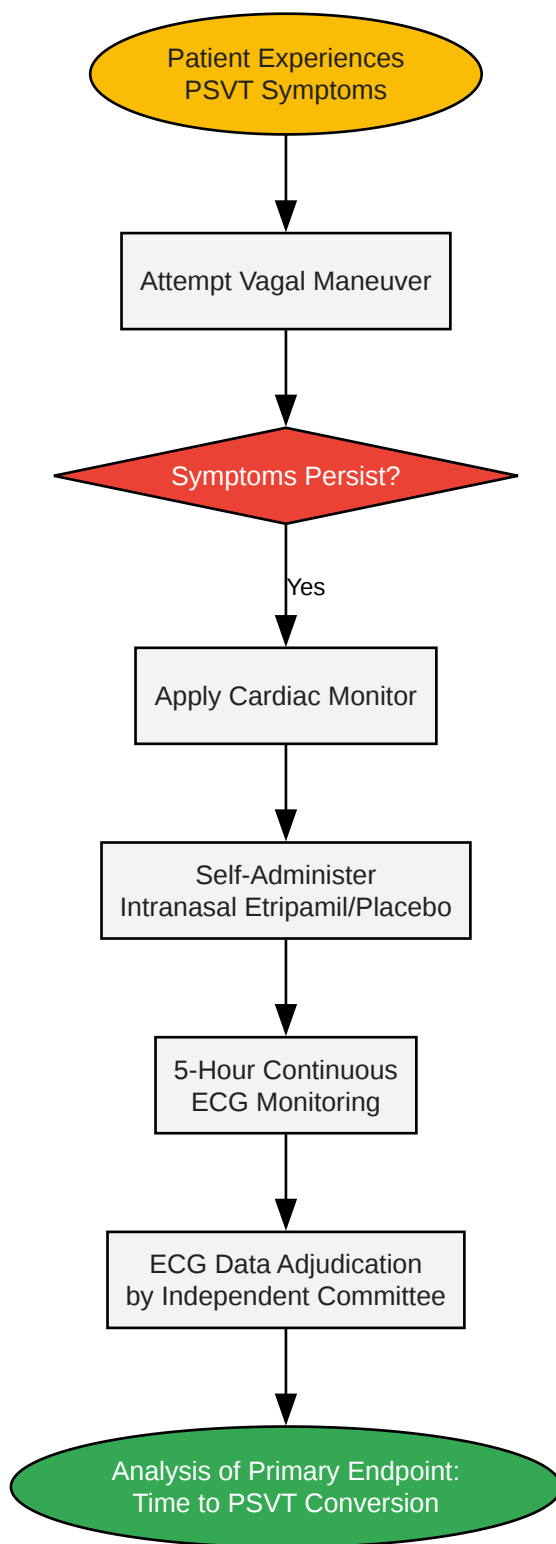 Patient Experiences
PSVT Symptoms
Attempt Vagal Maneuver
Symptoms Persist?
Yes
Apply Cardiac Monitor
Self-Administer
Intranasal Etripamil/Placebo
5-Hour Continuous
ECG Monitoring
ECG Data Adjudication
by Independent Committee
Analysis of Primary Endpoint:
Time to PSVT Conversion